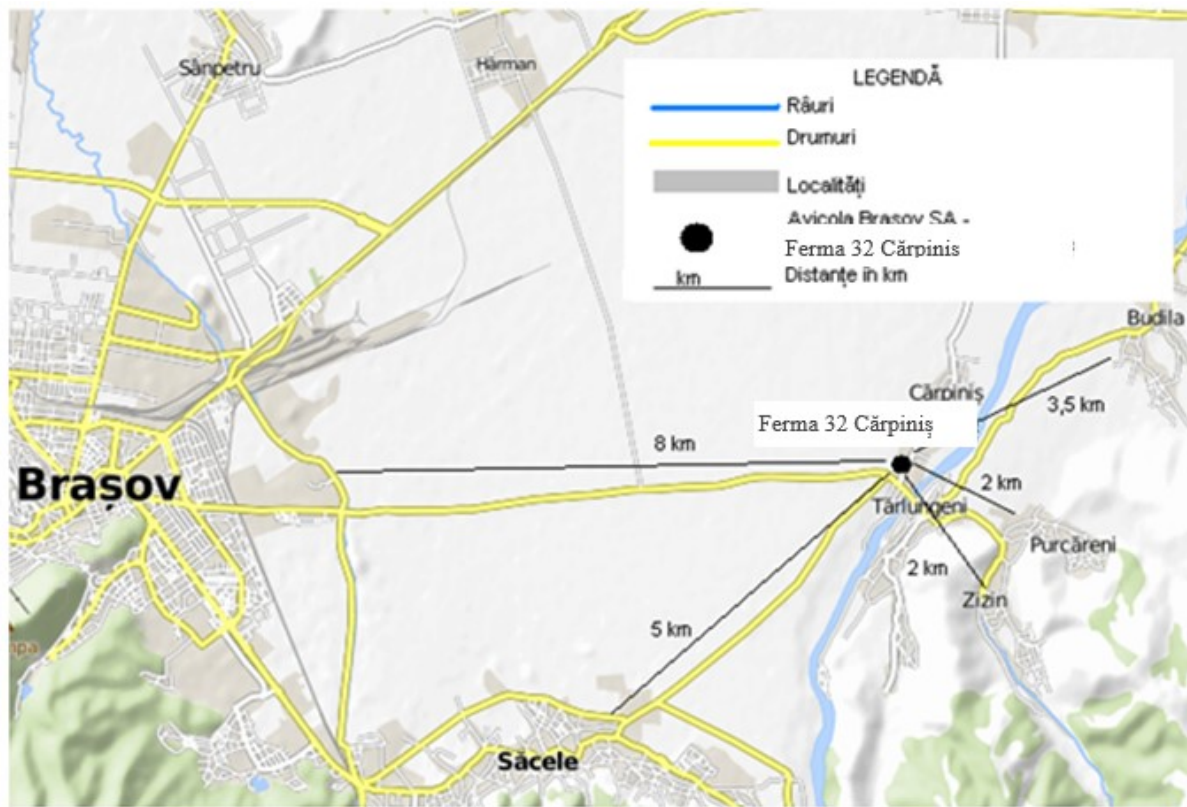 Sânpetru
Hărman
LEGENDĂ
Râuri
Drumuri
Localități
Avicola Brasov SA -
Ferma 32 Cărpinis
km
Distanțe în km
Budila
Cărpiniș
3,5 km
Ferma 32 Cărpiniș
8 km
Brașov
2 km
Tărlungeni
Purcăreni
2 km
Zizin
5 km
mpa
Săcele